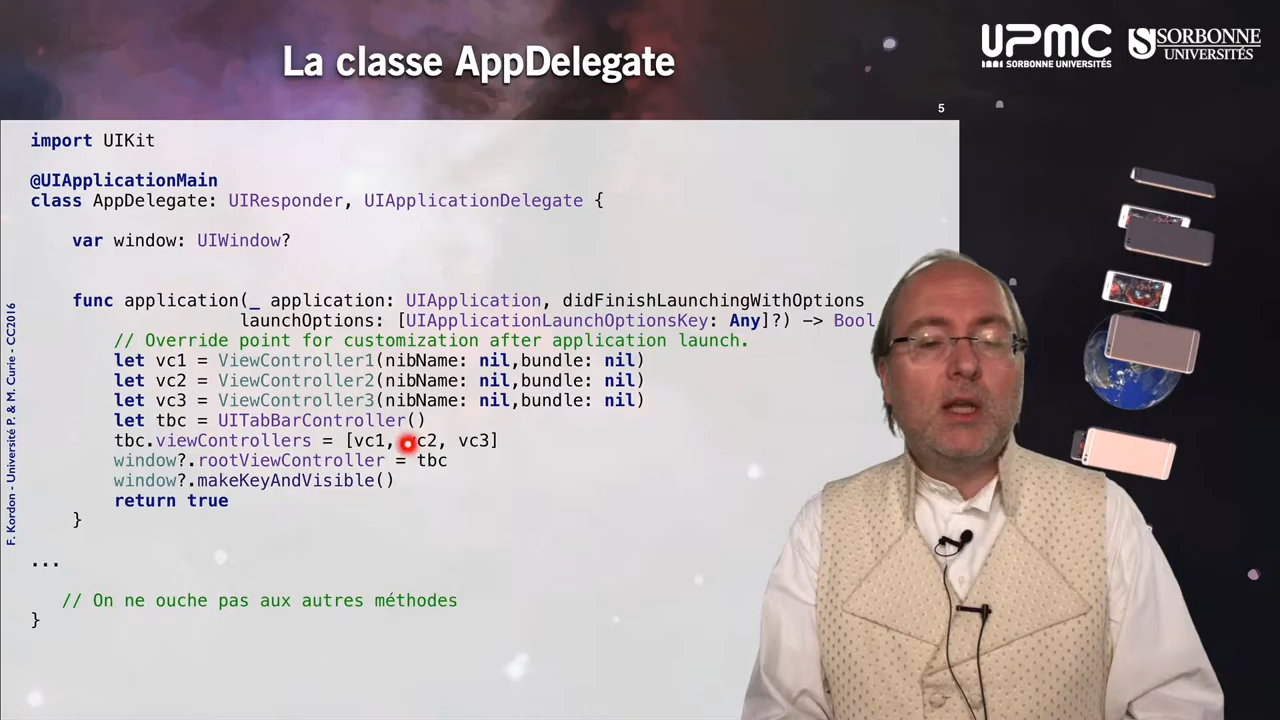 La classe AppDelegate
UPMC
SORBONNE UNIVERSITÉS
SORBONNE
UNIVERSITÉS
5
import UIKit
@UIApplicationMain
class AppDelegate: UIResponder, UIApplicationDelegate {
var window: UIWindow?
func application(_ application: UIApplication, didFinishLaunchingWithOptions
launchOptions: [UIApplicationLaunchOptionsKey: Any]?) -> Bool
// Override point for customization after application launch.
let vc1 = ViewController1(nibName: nil,bundle: nil)
let vc2 = ViewController2(nibName: nil,bundle: nil)
let vc3 = ViewController3(nibName: nil,bundle: nil)
let tbc = UITabBarController()
tbc.viewControllers = [vc1, vc2, vc3]
window?.rootViewController = tbc
window?.makeKeyAndVisible()
return true
}
...
// On ne ouche pas aux autres méthodes
}
F. Kordon - Université P. & M. Curie - CC2016